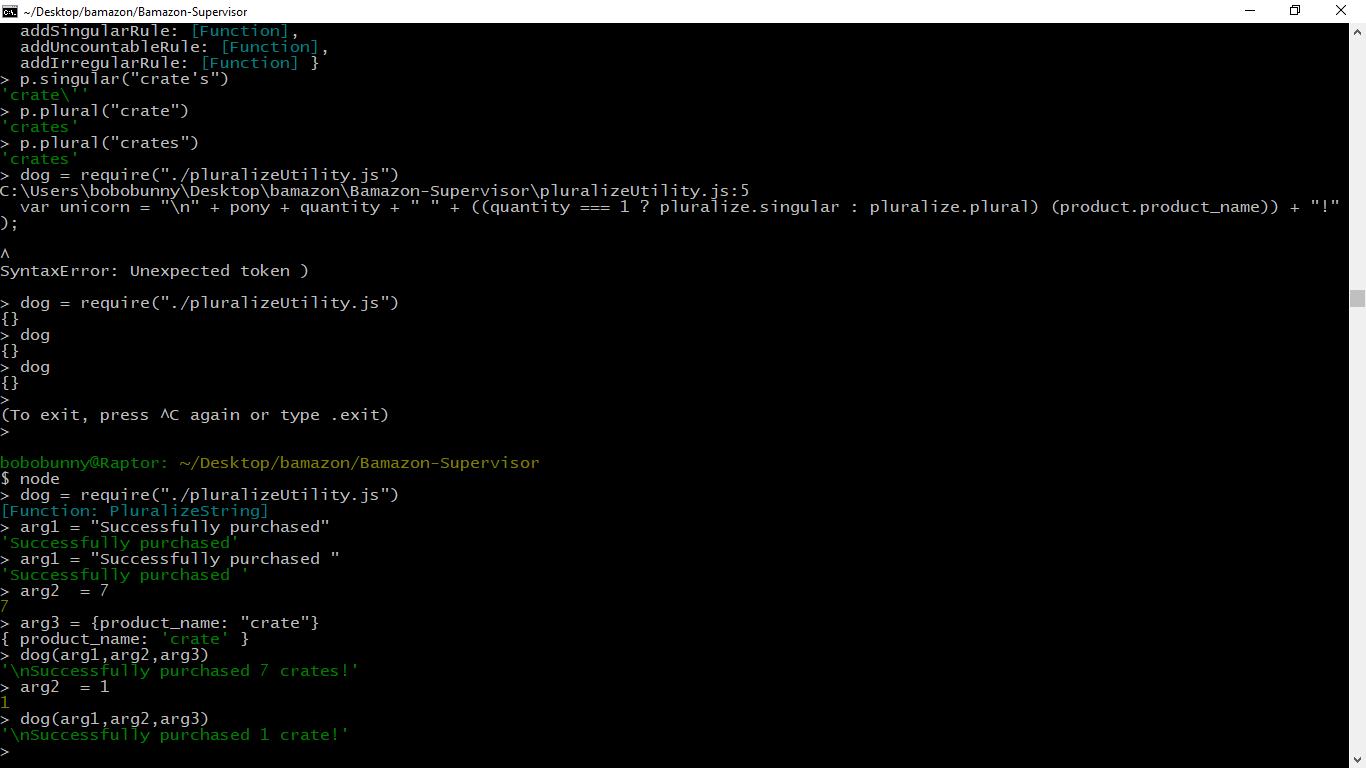 ~/Desktop/bamazon/Bamazon-Supervisor
  addSingularRule: [Function],
  addUncountableRule: [Function],
  addIrregularRule: [Function] }
> p.singular("crate's")
'crate\''
> p.plural("crate")
'crates'
> p.plural("crates")
'crates'
> dog = require("./pluralizeUtility.js")
C:\Users\bobobunny\Desktop\bamazon\Bamazon-Supervisor\pluralizeUtility.js:5
  var unicorn = "\n" + pony + quantity + " " + ((quantity === 1 ? pluralize.singular : pluralize.plural) (product.product_name)) + "!"
);
^
SyntaxError: Unexpected token )
> dog = require("./pluralizeUtility.js")
{}
> dog
{}
> dog
{}
>
(To exit, press ^C again or type .exit)
>
bobobunny@Raptor: ~/Desktop/bamazon/Bamazon-Supervisor
$ node
> dog = require("./pluralizeUtility.js")
[Function: PluralizeString]
> arg1 = "Successfully purchased"
'Successfully purchased'
> arg1 = "Successfully purchased "
'Successfully purchased '
> arg2  = 7
7
> arg3 = {product_name: "crate"}
{ product_name: 'crate' }
> dog(arg1,arg2,arg3)
'\nSuccessfully purchased 7 crates!'
> arg2  = 1
1
> dog(arg1,arg2,arg3)
'\nSuccessfully purchased 1 crate!'
>